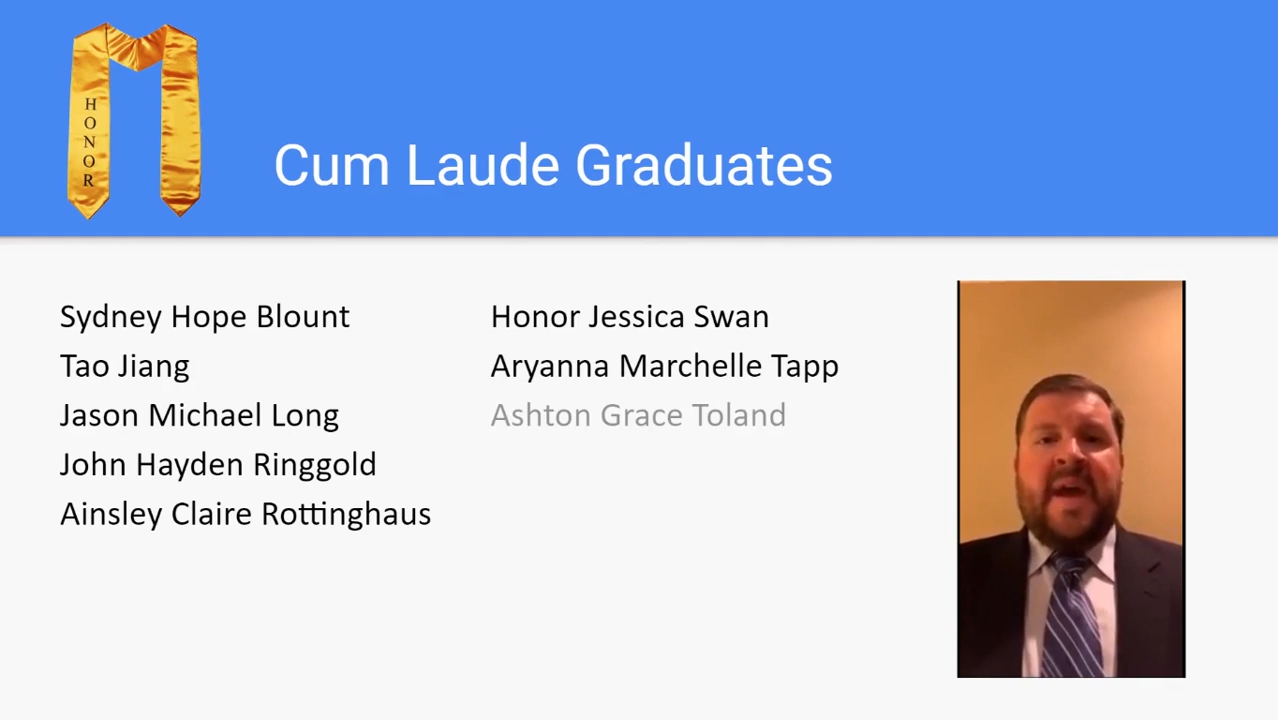 HONOR
Cum Laude Graduates
Sydney Hope Blount
Tao Jiang
Jason Michael Long
John Hayden Ringgold
Ainsley Claire Rottinghaus
Honor Jessica Swan
Aryanna Marchelle Tapp
Ashton Grace Toland